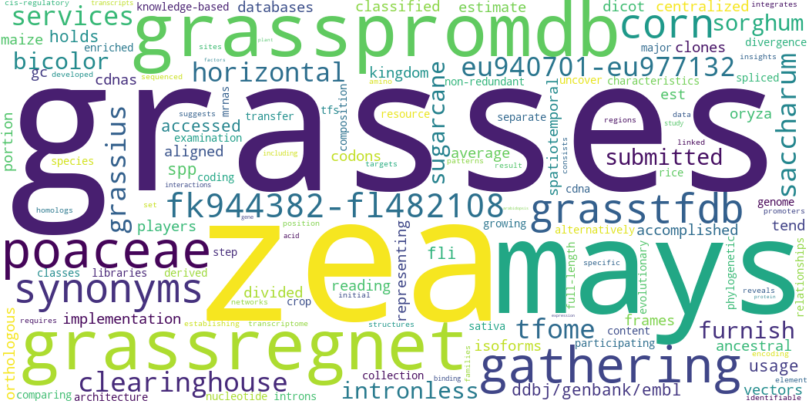 cis-regulatory transcripts knowledge-based databases classified estimate dicot centralized integrates
services grasspromdb corn sorghum
maize holds enriched cdnas sites plant major clones divergence
bicolor gc developed sequenced horizontal kingdom factors amino eu940701-eu977132 insights
non-redundant uncover characteristics spliced
portion grassius suggests mrnas transfer tfs composition resource sugarcane separate est regions data study oryza saccharum
accessed examination codons average patterns spatiotemporal submitted linked
species aligned including targets result consists rice
spp coding interactions cdna genome promoters
grasses
homologs set fk944382-fl482108 gene grasstfdb tend
players position growing alternatively accomplished
poaceae step acid representing fli zea mays
classes libraries derived reading full-length specific evolutionary phylogenetic reveals protein relationships
synonyms divided networks crop initial
orthologous implementation establishing transcriptome structures sativa tfome frames content furnish
requires participating expression
grassregnet families isoforms gathering ancestral
encoding usage
clearinghouse collection binding intronless ddbj/genbank/embl vectors element
comparing architecture nucleotide introns identifiable